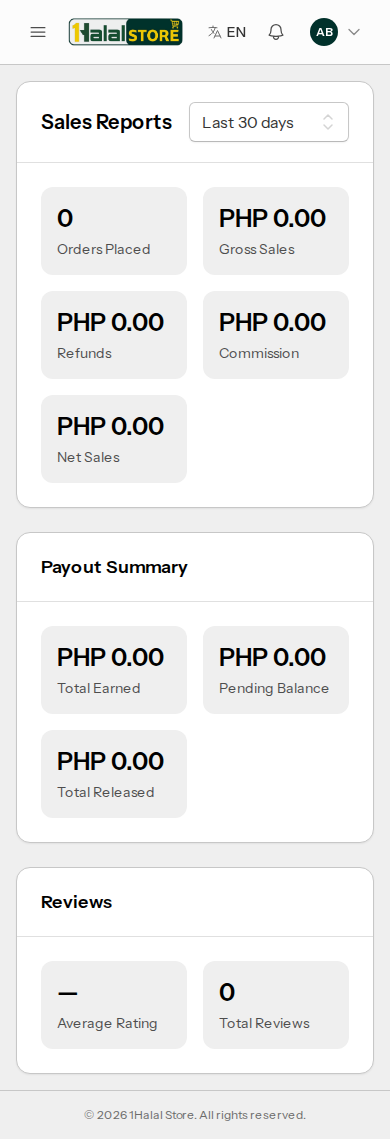 1Halal STORE
EN
AB
Sales Reports
Last 30 days
0
Orders Placed
PHP 0.00
Gross Sales
PHP 0.00
Refunds
PHP 0.00
Commission
PHP 0.00
Net Sales
Payout Summary
PHP 0.00
Total Earned
PHP 0.00
Pending Balance
PHP 0.00
Total Released
Reviews
—
Average Rating
0
Total Reviews
© 2026 1Halal Store. All rights reserved.